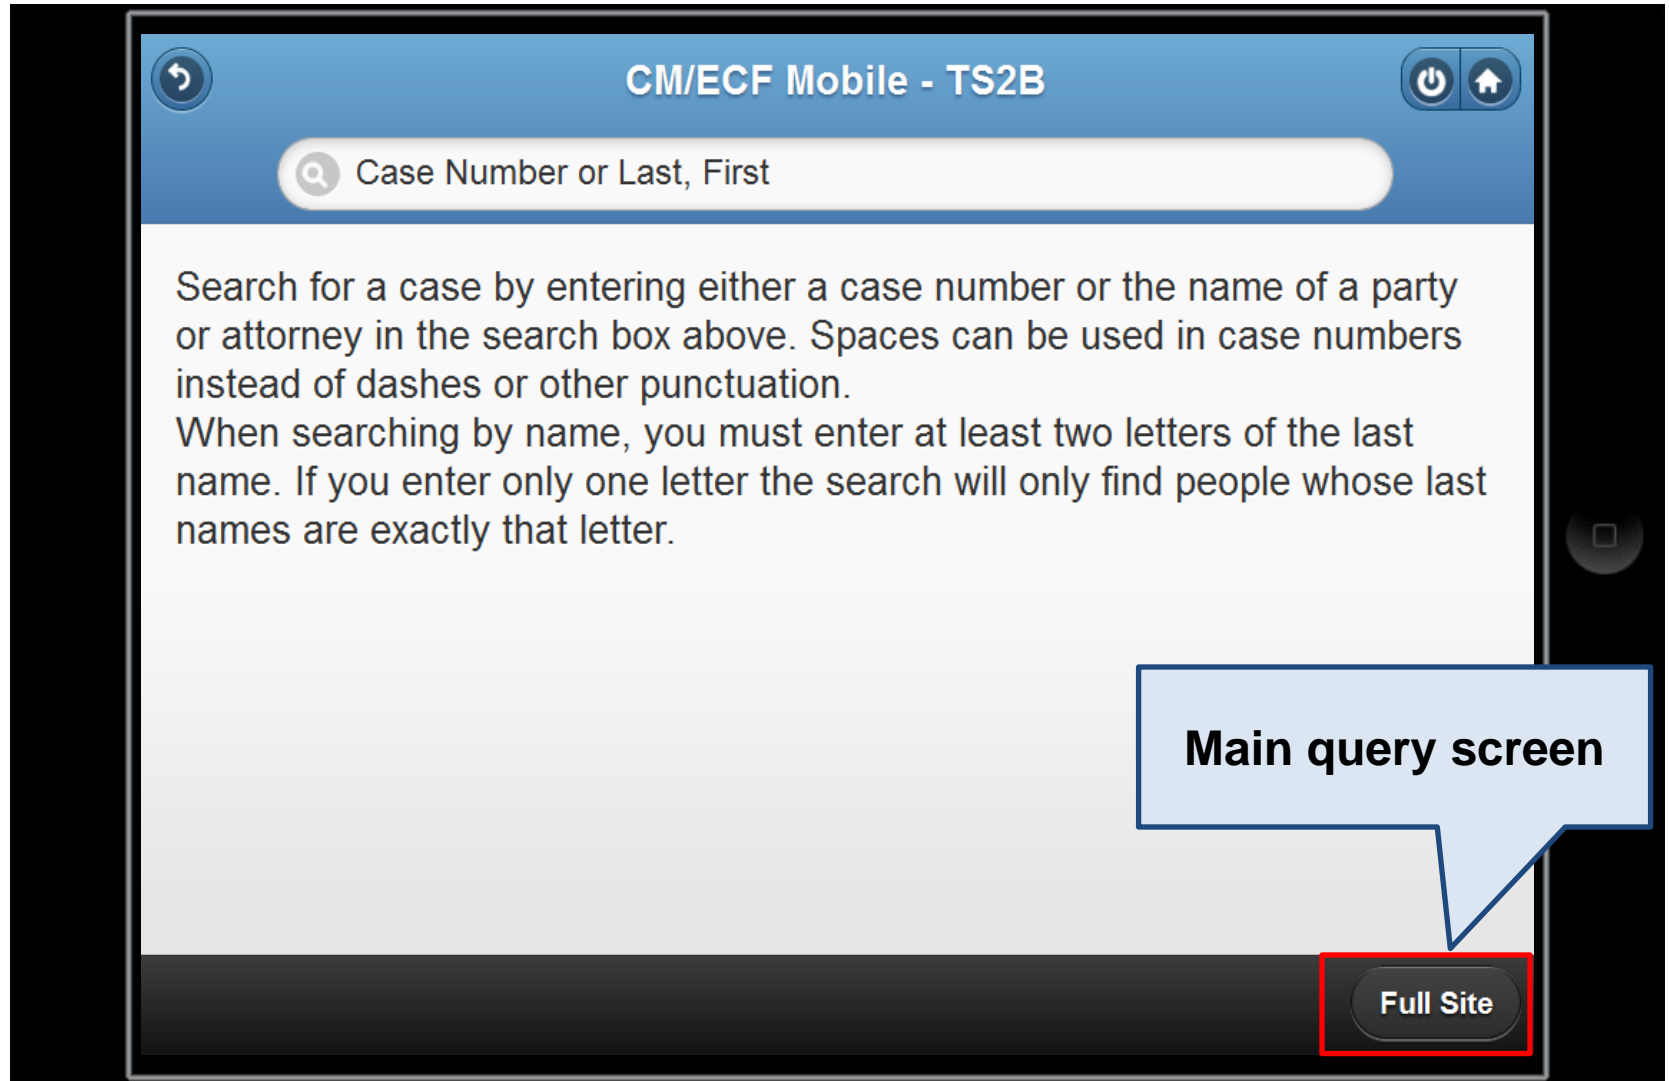 CM/ECF Mobile - TS2B
Case Number or Last, First
Search for a case by entering either a case number or the name of a party
or attorney in the search box above. Spaces can be used in case numbers
instead of dashes or other punctuation.
When searching by name, you must enter at least two letters of the last
name. If you enter only one letter the search will only find people whose last
names are exactly that letter.
Main query screen
Full Site